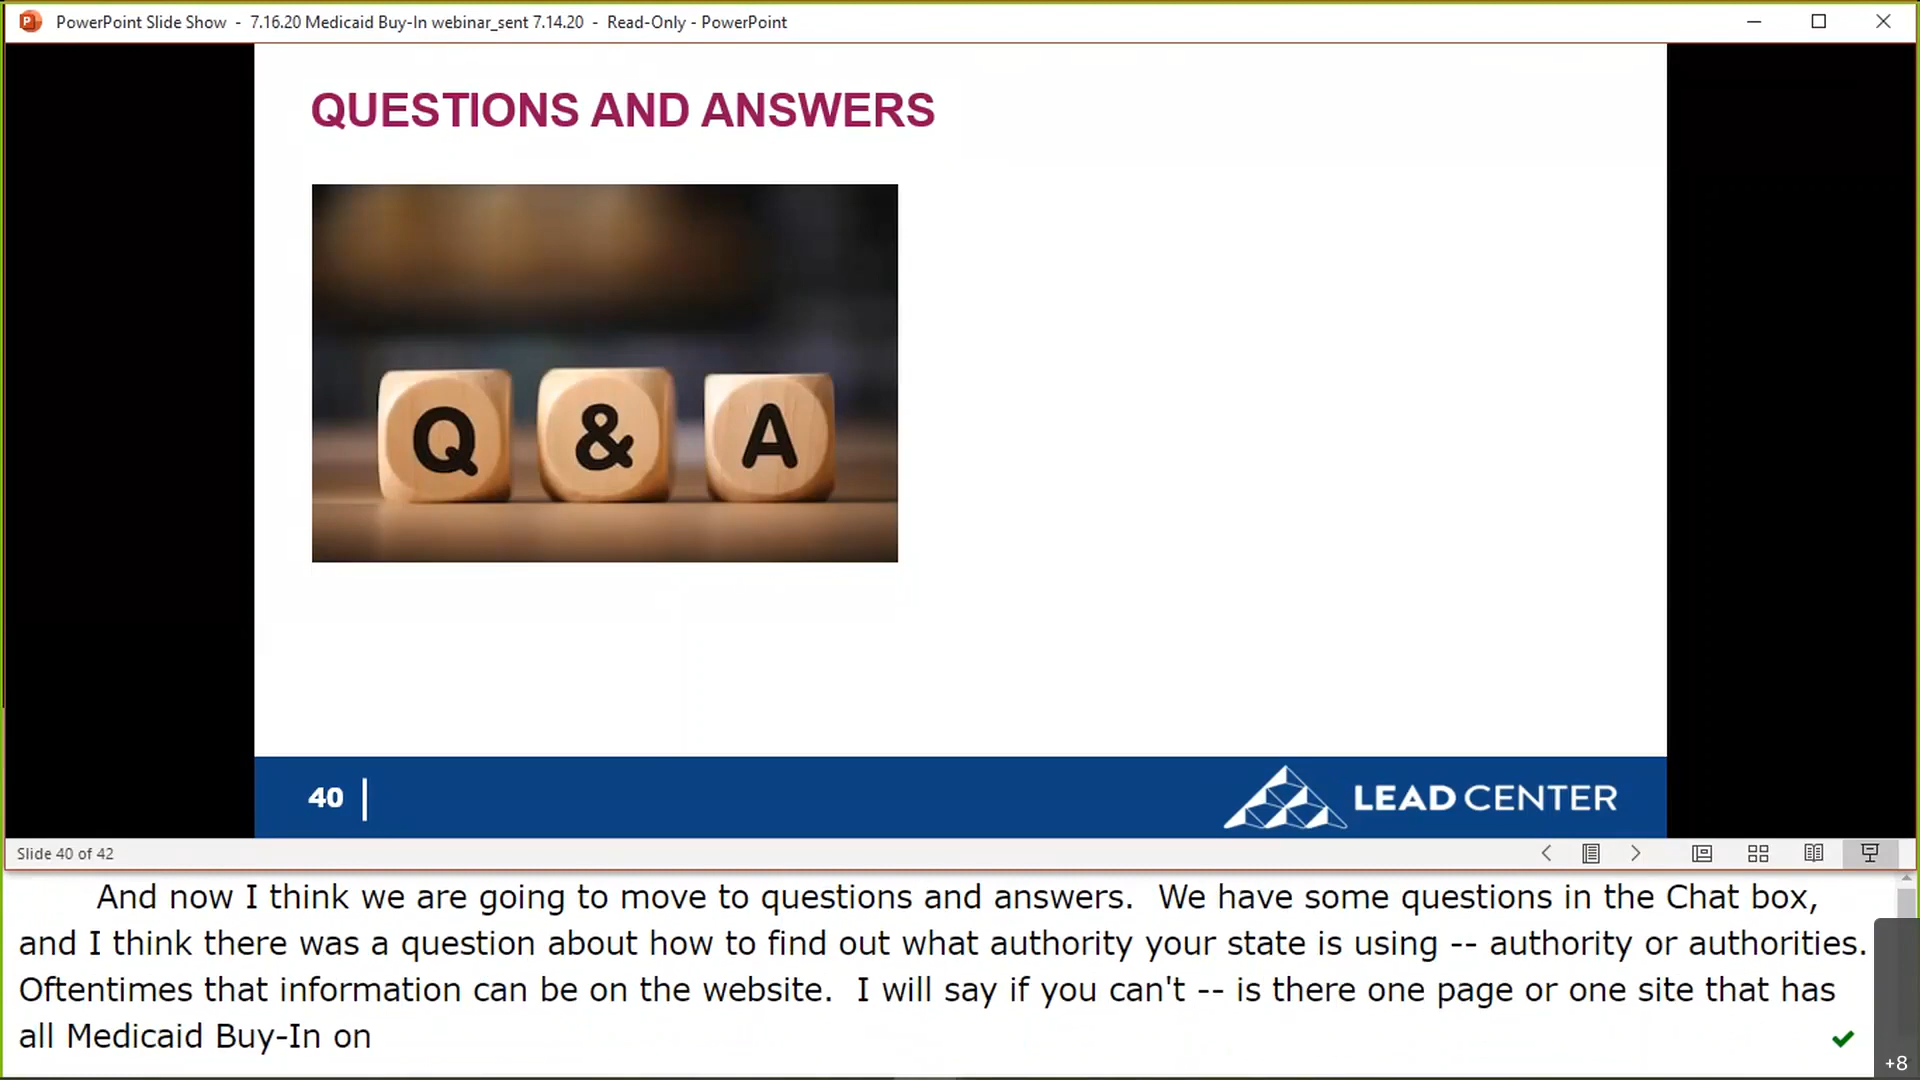 PowerPoint Slide Show - 7.16.20 Medicaid Buy-In webinar_sent 7.14.20 - Read-Only - PowerPoint
QUESTIONS AND ANSWERS
Q & A
40
LEAD CENTER
Slide 40 of 42
And now I think we are going to move to questions and answers. We have some questions in the Chat box,
and I think there was a question about how to find out what authority your state is using -- authority or authorities.
Oftentimes that information can be on the website. I will say if you can't -- is there one page or one site that has
all Medicaid Buy-In on
+8